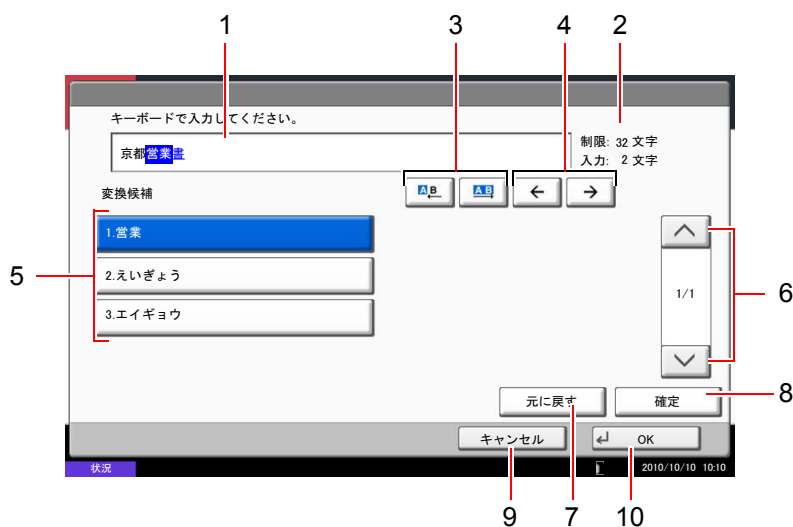 1
3
4
2
キーボードで入力してください。
京都営業書
制限: 32 文字
入力: 2 文字
変換候補
A B
A B
← →
1.営業
2.えいぎょう
3.エイギョウ
5
1/1
6
元に戻す
確定
8
キャンセル
OK
状況
2010/10/10 10:10
9
7
10